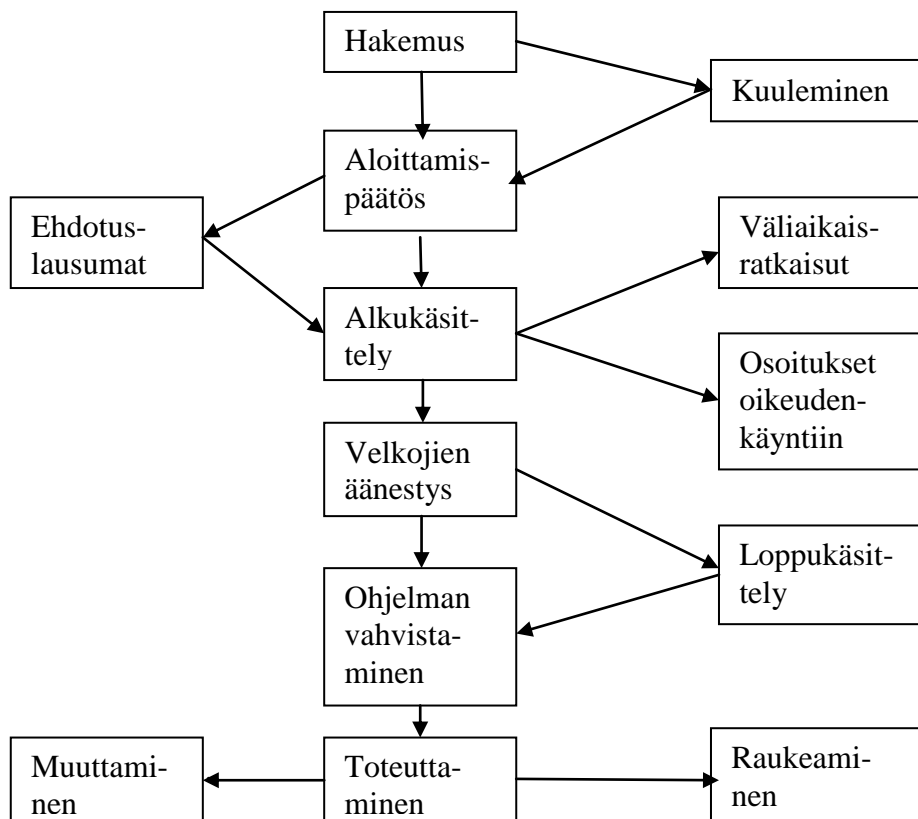 Hakemus
Kuuleminen
Aloittamis-
päätös
Ehdotus-
lausumat
Väliaikais-
ratkaisut
Alkukäsit-
tely
Osoitukset
oikeuden-
käyntiin
Velkojien
äänestys
Loppukäsit-
tely
Ohjelman
vahvista-
minen
Muuttami-
nen
Toteutta-
minen
Raukeami-
nen